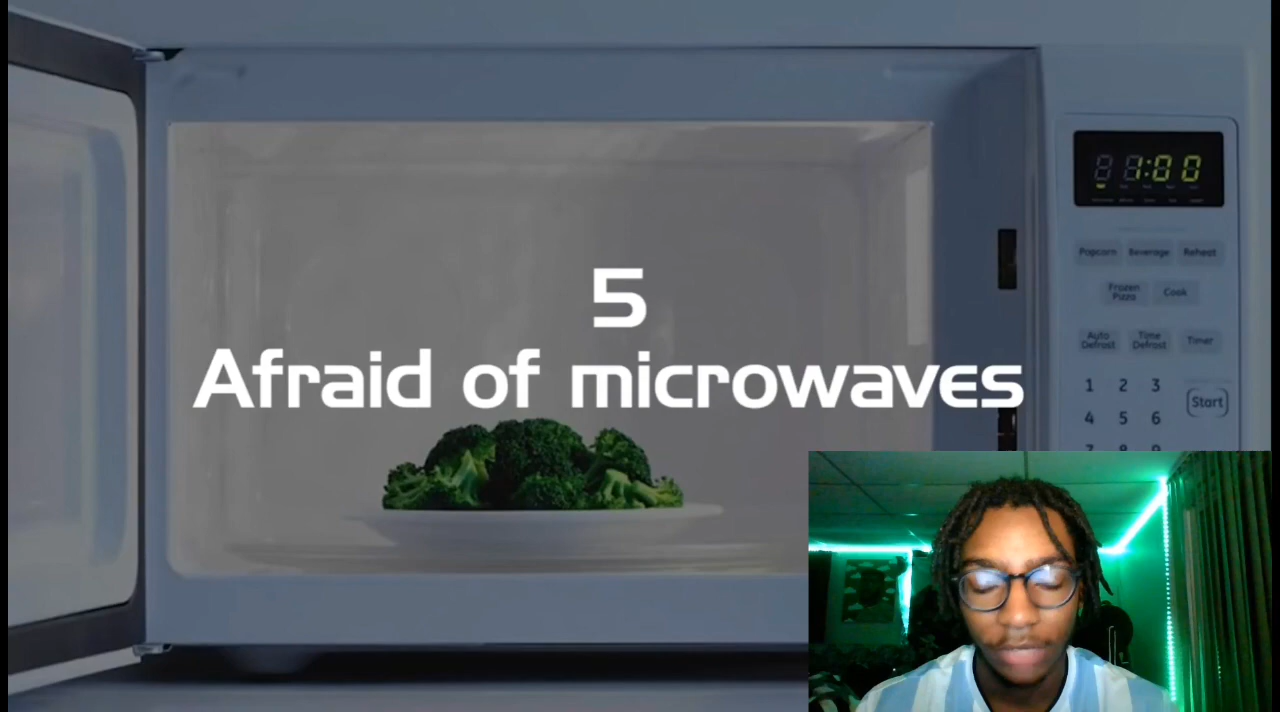 5
Afraid of microwaves
1:00
Popcorn Beverage Reheat
Frozen Pizza Cook
Auto Defrost Time Defrost Timer
1 2 3
4 5 6 Start